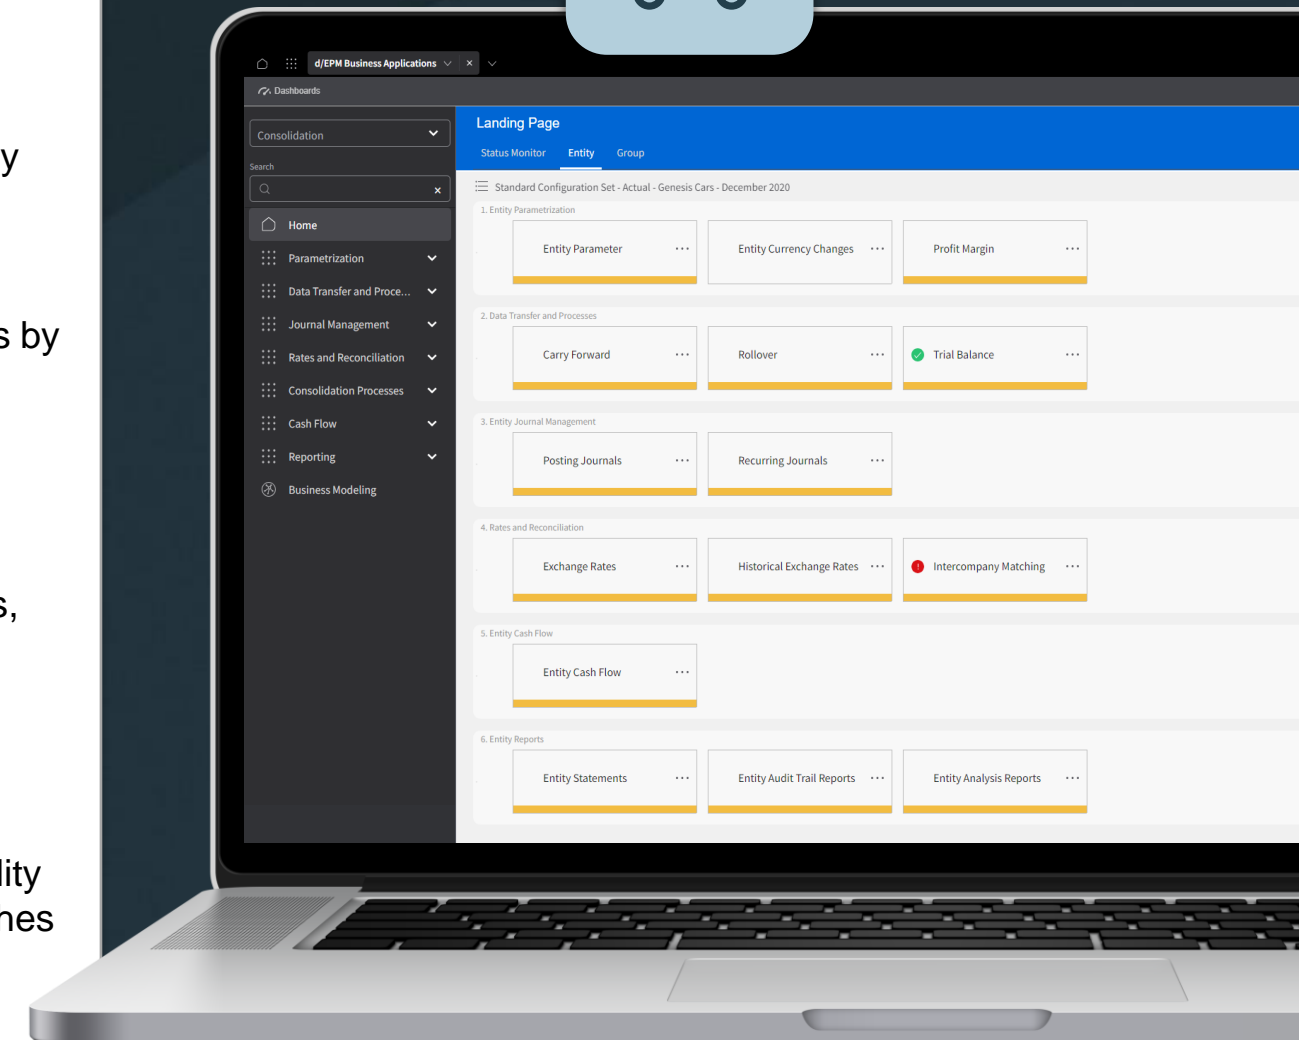 y
s by
s,
lity
hes
d/EPM Business Applications
Dashboards
Consolidation
Search
Home
Parametrization
Data Transfer and Proce...
Journal Management
Rates and Reconciliation
Consolidation Processes
Cash Flow
Reporting
Business Modeling
Landing Page
Status Monitor Entity Group
Standard Configuration Set - Actual - Genesis Cars - December 2020
1. Entity Parametrization
Entity Parameter ... Entity Currency Changes ... Profit Margin ...
2. Data Transfer and Processes
Carry Forward ... Rollover ... Trial Balance ...
3. Entity Journal Management
Posting Journals ... Recurring Journals ...
4. Rates and Reconciliation
Exchange Rates ... Historical Exchange Rates ... Intercompany Matching ...
5. Entity Cash Flow
Entity Cash Flow ...
6. Entity Reports
Entity Statements ... Entity Audit Trail Reports ... Entity Analysis Reports ...